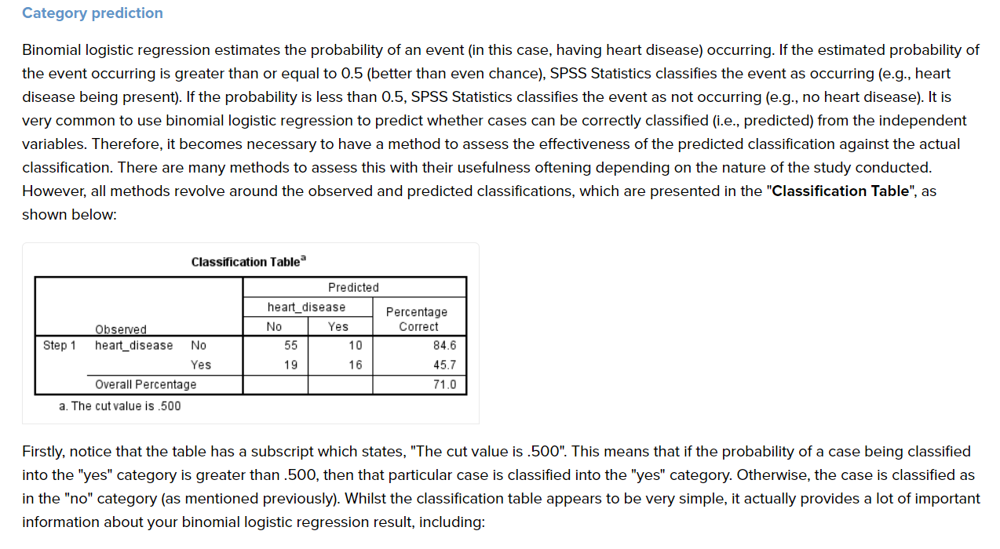 Category prediction
Binomial logistic regression estimates the probability of an event (in this case, having heart disease) occurring. If the estimated probability of
the event occurring is greater than or equal to 0.5 (better than even chance), SPSS Statistics classifies the event as occurring (e.g., heart
disease being present). If the probability is less than 0.5, SPSS Statistics classifies the event as not occurring (e.g., no heart disease). It is
very common to use binomial logistic regression to predict whether cases can be correctly classified (i.e., predicted) from the independent
variables. Therefore, it becomes necessary to have a method to assess the effectiveness of the predicted classification against the actual
classification. There are many methods to assess this with their usefulness oftening depending on the nature of the study conducted.
However, all methods revolve around the observed and predicted classifications, which are presented in the "Classification Table", as
shown below:
Classification Tableᵃ
Predicted
heart_disease Percentage Correct
Observed No Yes
Step 1 heart_disease No 55 10 84.6
Yes 19 16 45.7
Overall Percentage 71.0
a. The cut value is .500
Firstly, notice that the table has a subscript which states, "The cut value is .500". This means that if the probability of a case being classified
into the "yes" category is greater than .500, then that particular case is classified into the "yes" category. Otherwise, the case is classified as
in the "no" category (as mentioned previously). Whilst the classification table appears to be very simple, it actually provides a lot of important
information about your binomial logistic regression result, including: